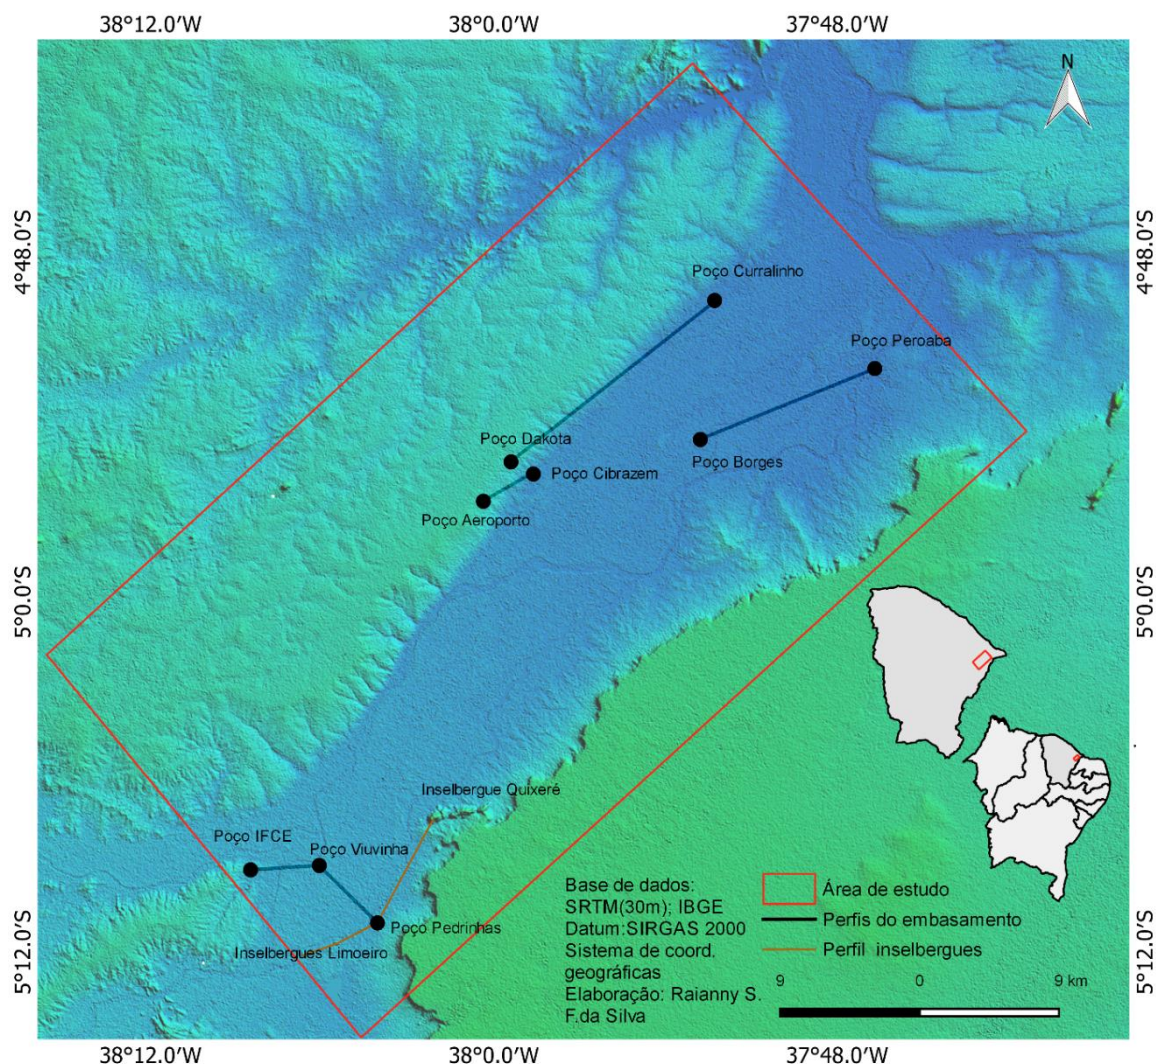 38°12.0'W
38°0.0'W
37°48.0'W
N
4°48.0'S
4°48.0'S
Poço Curralinho
Poço Peroaba
Poço Dakota
Poço Cibrazem
Poço Borges
Poço Aeroporto
5°0.0'S
5°0.0'S
Inselbergue Quixeré
Poço IFCE
Poço Viuvinha
Poço Pedrinhas
Inselbergues Limoeiro
Base de dados:
SRTM(30m); IBGE
Datum:SIRGAS 2000
Sistema de coord.
geográficas
Elaboração: Raianny S.
F.da Silva
Área de estudo
Perfis do embasamento
Perfil inselbergues
9
0
9 km
5°12.0'S
5°12.0'S
38°12.0'W
38°0.0'W
37°48.0'W